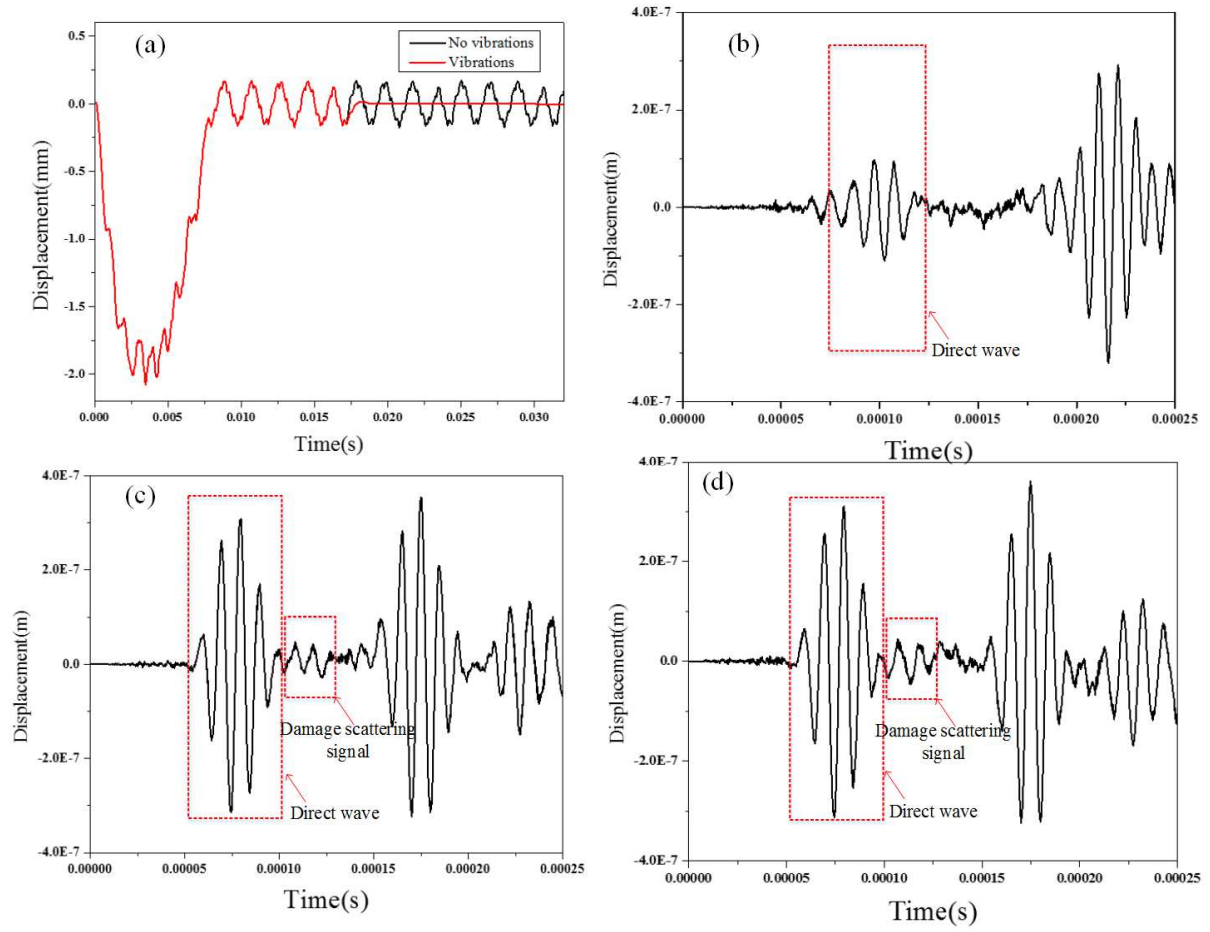 (a)
No vibrations
Vibrations
0.5
0.0
-0.5
-1.0
-1.5
-2.0
Displacement(mm)
0.000 0.005 0.010 0.015 0.020 0.025 0.030
Time(s)
(b)
4.0E-7
2.0E-7
0.0
-2.0E-7
-4.0E-7
Displacement(m)
Direct wave
0.00000 0.00005 0.00010 0.00015 0.00020 0.00025
Time(s)
(c)
4.0E-7
2.0E-7
0.0
-2.0E-7
-4.0E-7
Displacement(m)
Damage scattering
signal
Direct wave
0.00000 0.00005 0.00010 0.00015 0.00020 0.00025
Time(s)
(d)
4.0E-7
2.0E-7
0.0
-2.0E-7
-4.0E-7
Displacement(m)
Damage scattering
signal
Direct wave
0.00000 0.00005 0.00010 0.00015 0.00020 0.00025
Time(s)